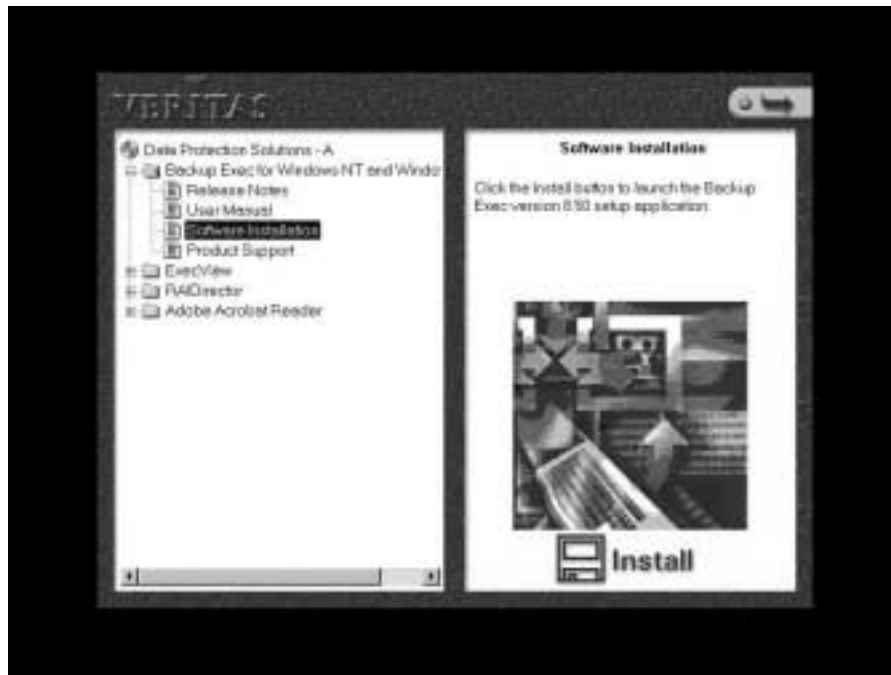 VERITAS
Data Protection Solutions - A
Backup Exec for Windows NT and Windo
Release Notes
User Manual
Software Installation
Product Support
ExecView
RAIDirector
Adobe Acrobat Reader
Software Installation
Click the Install button to launch the Backup
Exec version 8.50 setup application
Install